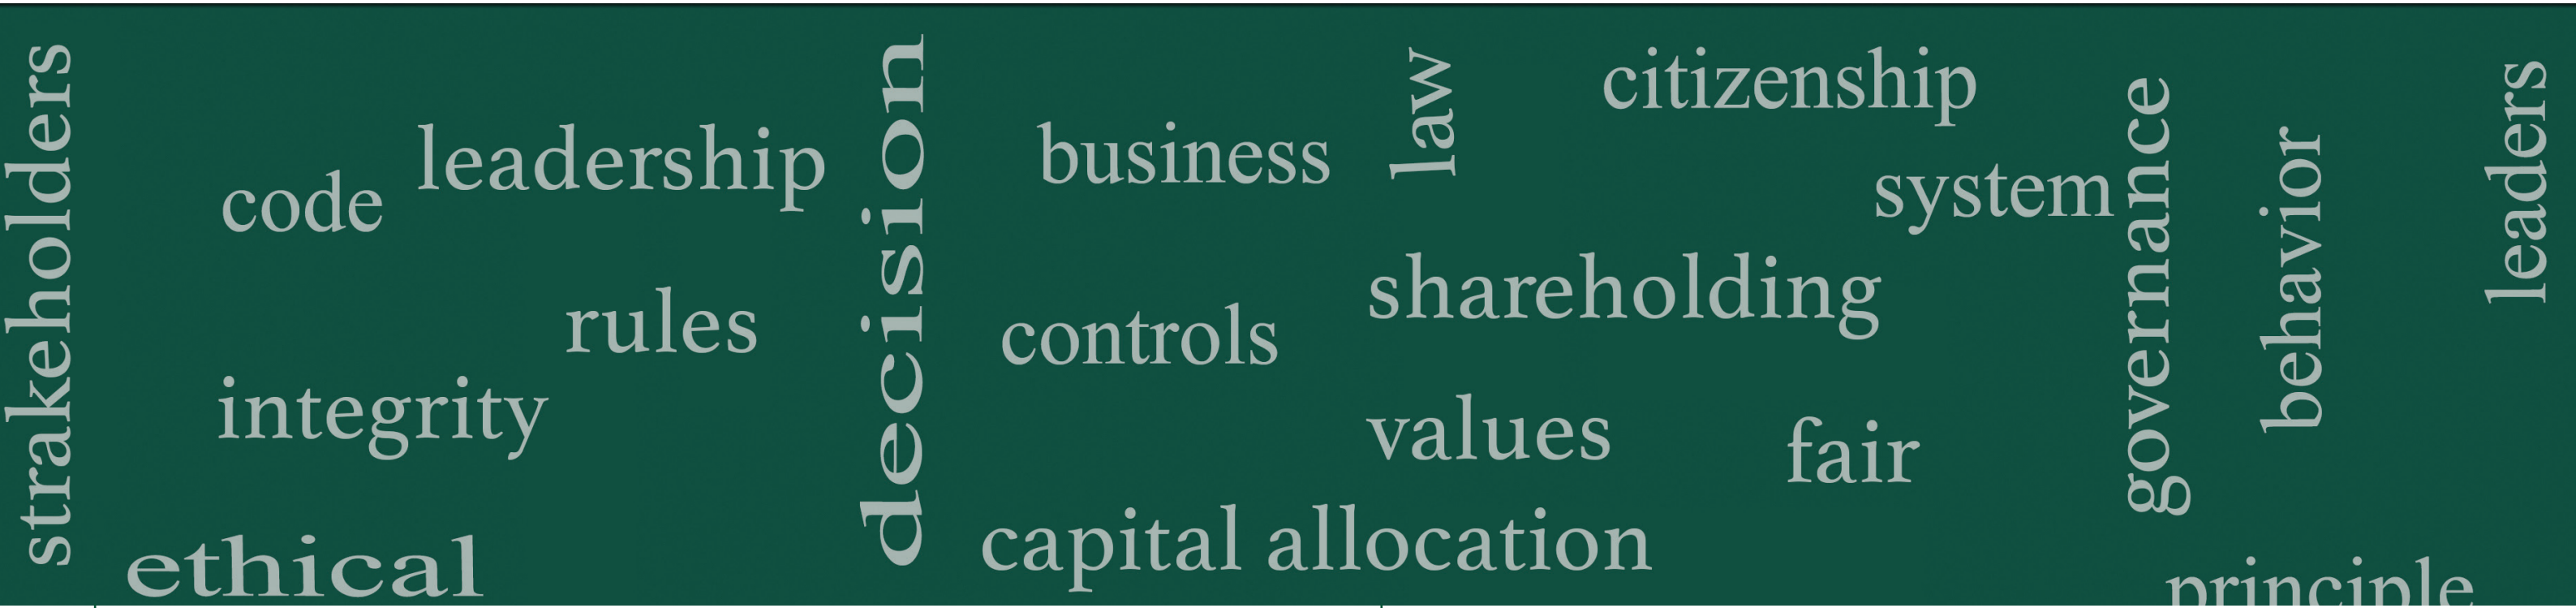 strakeholders
code
leadership
rules
integrity
ethical
decision
business
law
citizenship
system
shareholding
controls
values
fair
capital allocation
governance
behavior
leaders
principle